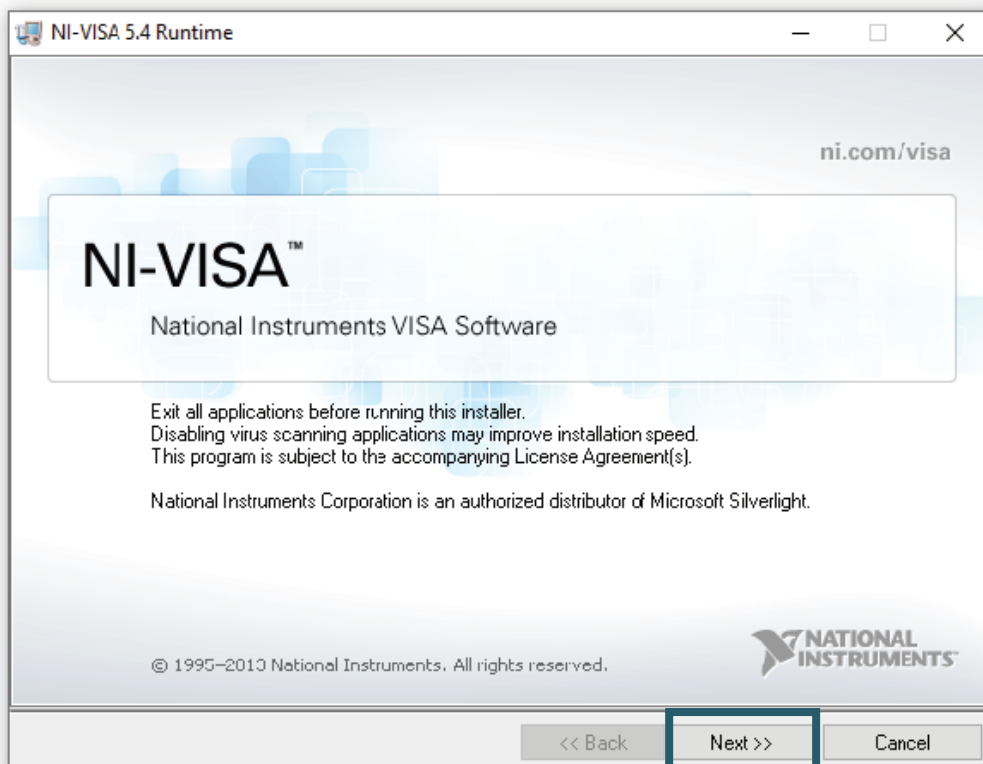 NI-VISA 5.4 Runtime
ni.com/visa
NI-VISA™
National Instruments VISA Software
Exit all applications before running this installer.
Disabling virus scanning applications may improve installation speed.
This program is subject to the accompanying License Agreement(s).
National Instruments Corporation is an authorized distributor of Microsoft Silverlight.
© 1995–2013 National Instruments. All rights reserved.
NATIONAL
INSTRUMENTS™
<< Back
Next >>
Cancel